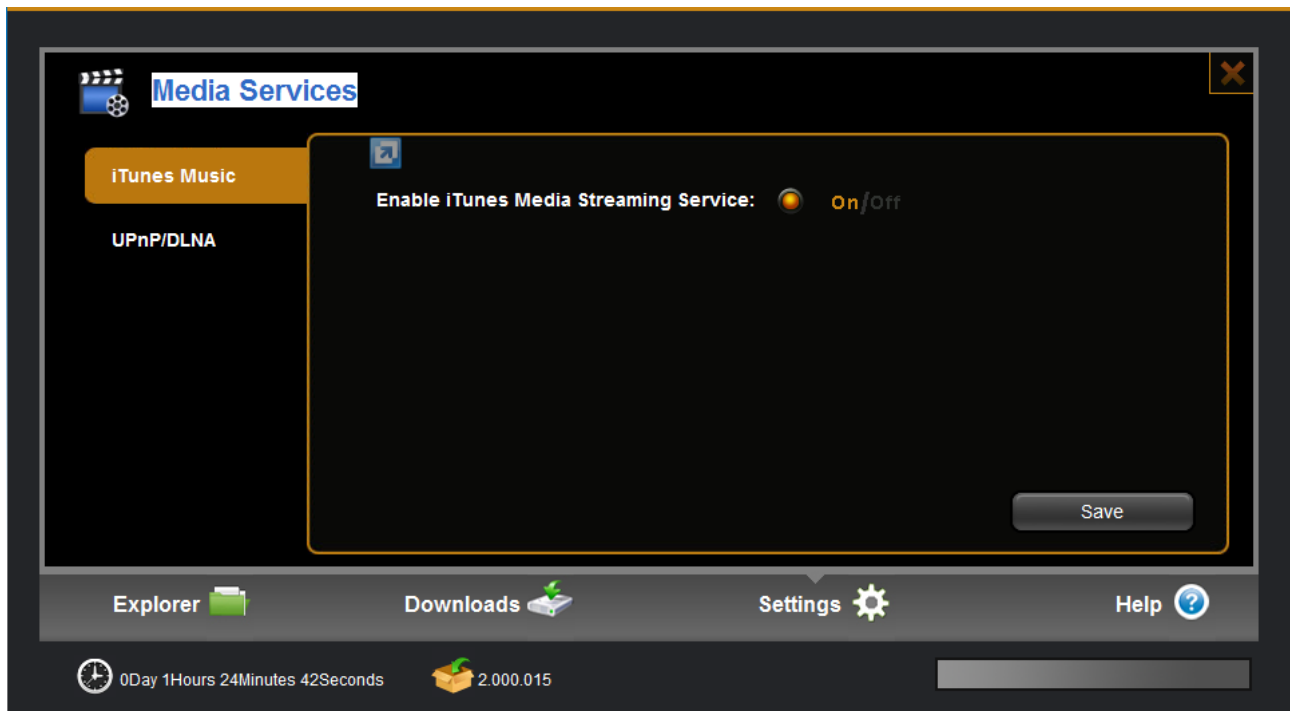 Media Services
iTunes Music
Enable iTunes Media Streaming Service: On/Off
UPnP/DLNA
Save
Explorer Downloads Settings Help ?
0Day 1Hours 24Minutes 42Seconds 2.000.015